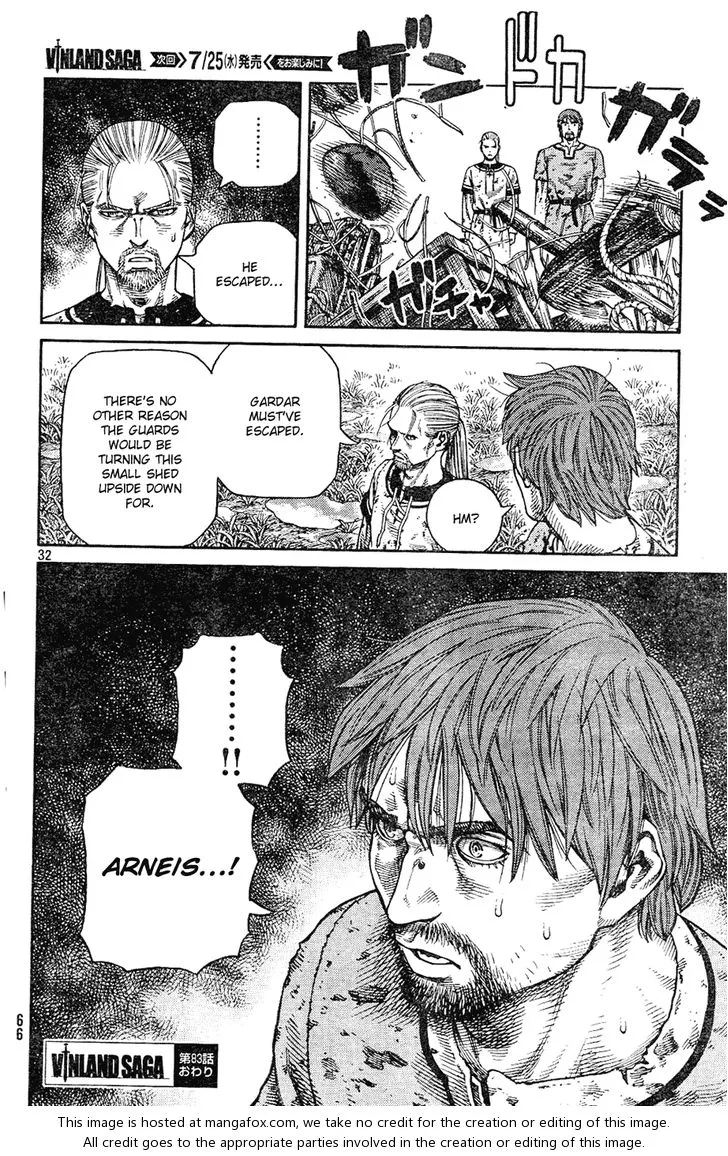 VINLAND SAGA 次回 7/25(水)発売 をお楽しみに!
ガン
ドカ
ガラッ
ガチャ
………
HE
ESCAPED...
GARDAR
MUST'VE
ESCAPED.
THERE'S NO
OTHER REASON
THE GUARDS
WOULD BE
TURNING THIS
SMALL SHED
UPSIDE DOWN
FOR.
HM?
32
………!!
ARNEIS...!
66
VINLAND SAGA 第83話
おわり
This image is hosted at mangafox.com, we take no credit for the creation or editing of this image.
All credit goes to the appropriate parties involved in the creation or editing of this image.